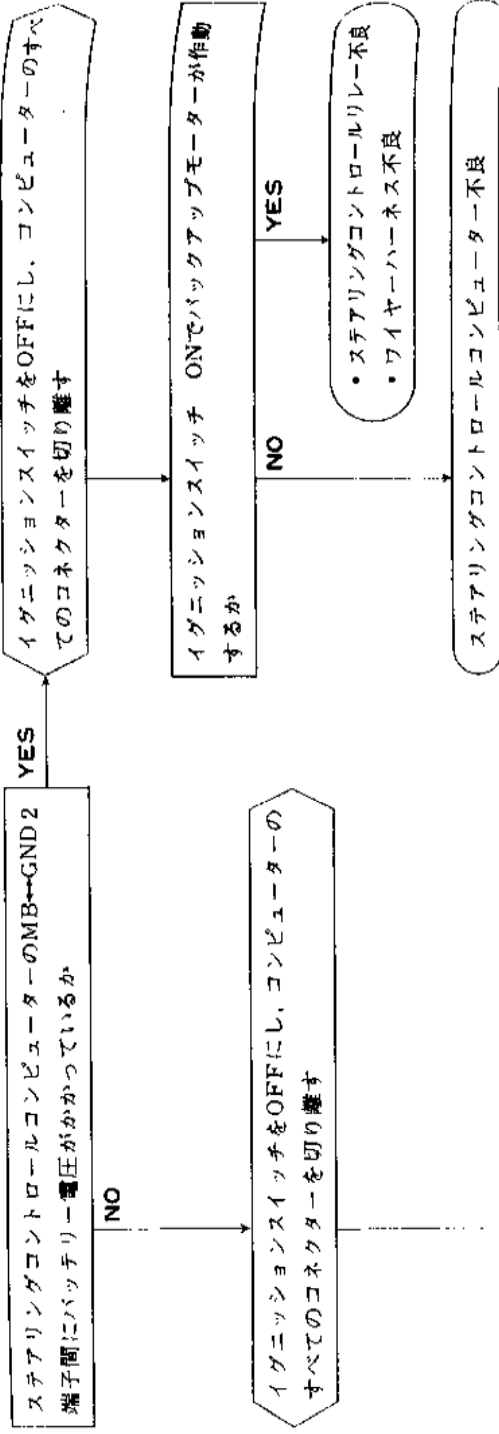 ステアリングコントロールコンピューターのMB↔GND2
端子間にバッテリー電圧がかかっているか
YES
NO
イグニッションスイッチをOFFにし、コンピューターのすべ
てのコネクターを切り離す
イグニッションスイッチ ONでバックアップモーターが作動
するか
YES
NO
・ステアリングコントロールリレー不良
・ワイヤーハーネス不良
ステアリングコントロールコンピューター不良
イグニッションスイッチをOFFにし、コンピューターの
すべてのコネクターを切り離す